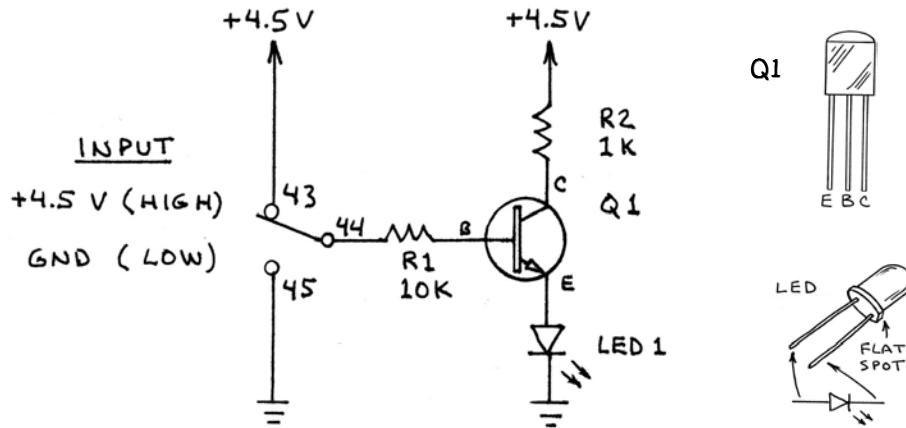 +4.5V
+4.5V
Q1
R2
1K
C
Q1
E B C
INPUT
+4.5 V (HIGH)
GND (LOW)
43
44
45
R1
10K
B
E
LED 1
LED
FLAT
SPOT